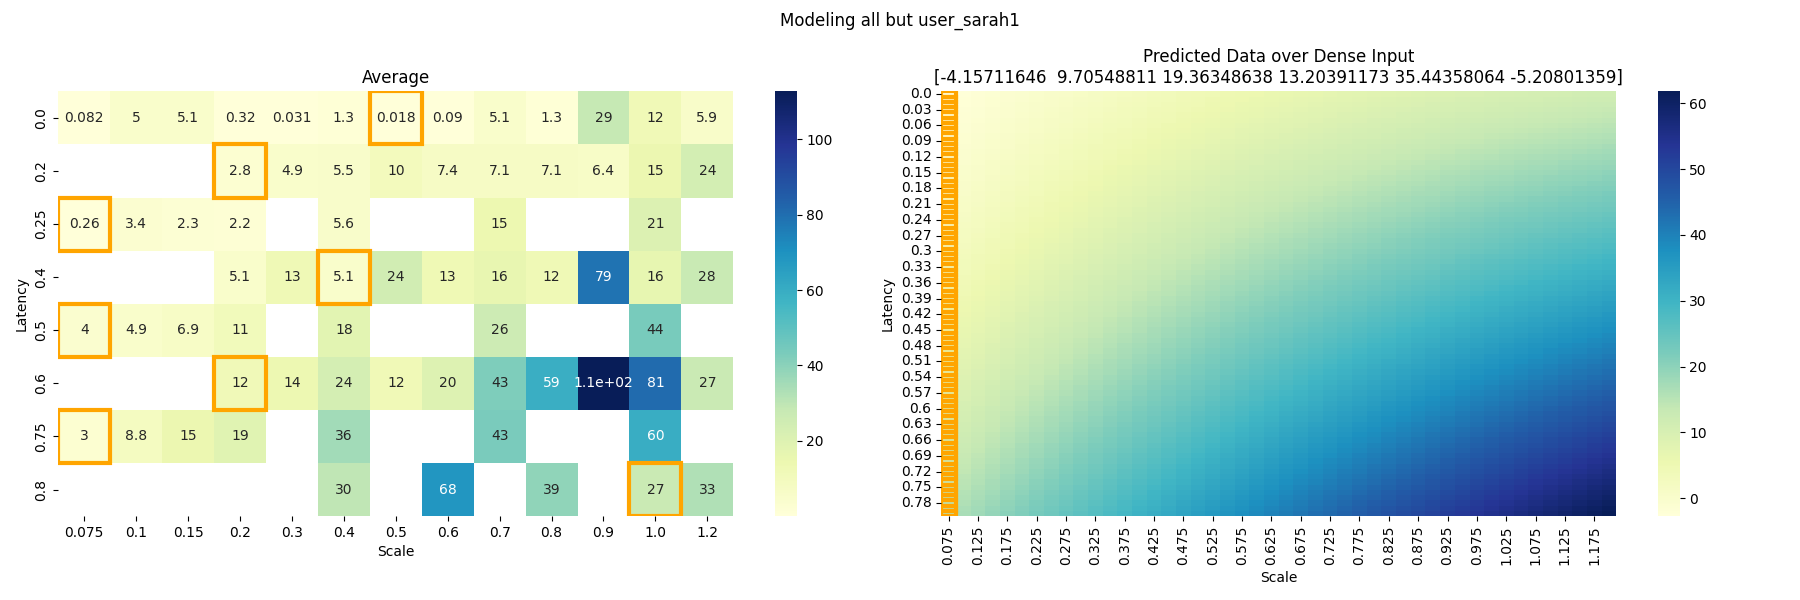 Modeling all but user_sarah1
Average
Latency
0.0 0.082 5 5.1 0.32 0.031 1.3 0.018 0.09 5.1 1.3 29 12 5.9
0.2 2.8 4.9 5.5 10 7.4 7.1 7.1 6.4 15 24
0.25 0.26 3.4 2.3 2.2 5.6 15 21
0.4 5.1 13 5.1 24 13 16 12 79 16 28
0.5 4 4.9 6.9 11 18 26 44
0.6 12 14 24 12 20 43 59 1.1e+02 81 27
0.75 3 8.8 15 19 36 43 60
0.8 30 68 39 27 33
0.075 0.1 0.15 0.2 0.3 0.4 0.5 0.6 0.7 0.8 0.9 1.0 1.2
Scale
100
80
60
40
20
Predicted Data over Dense Input
[-4.15711646 9.70548811 19.36348638 13.20391173 35.44358064 -5.20801359]
Latency
0.0
0.03
0.06
0.09
0.12
0.15
0.18
0.21
0.24
0.27
0.3
0.33
0.36
0.39
0.42
0.45
0.48
0.51
0.54
0.57
0.6
0.63
0.66
0.69
0.72
0.75
0.78
0.075 0.125 0.175 0.225 0.275 0.325 0.375 0.425 0.475 0.525 0.575 0.625 0.675 0.725 0.775 0.825 0.875 0.925 0.975 1.025 1.075 1.125 1.175
Scale
60
50
40
30
20
10
0